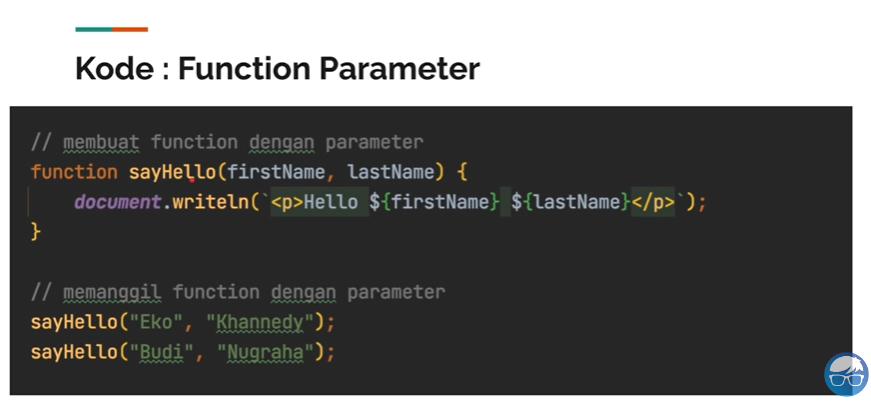 Kode : Function Parameter
// membuat function dengan parameter
function sayHello(firstName, lastName) {
    document.writeln(`<p>Hello ${firstName} ${lastName}</p>`);
}
// memanggil function dengan parameter
sayHello("Eko", "Khannedy");
sayHello("Budi", "Nugraha");